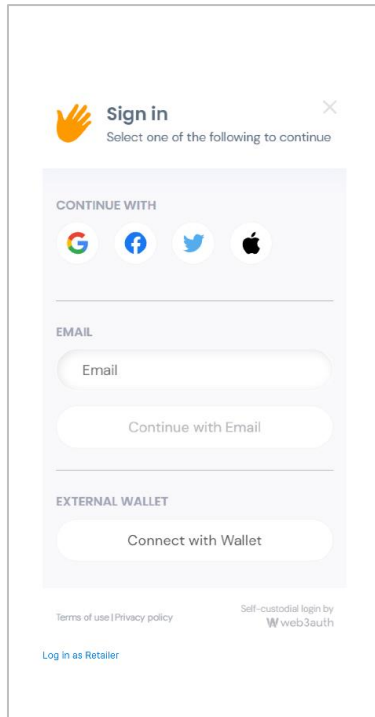 Sign in
Select one of the following to continue
CONTINUE WITH
EMAIL
Email
Continue with Email
EXTERNAL WALLET
Connect with Wallet
Terms of use | Privacy policy
Self-custodial login by
web3auth
Log in as Retailer